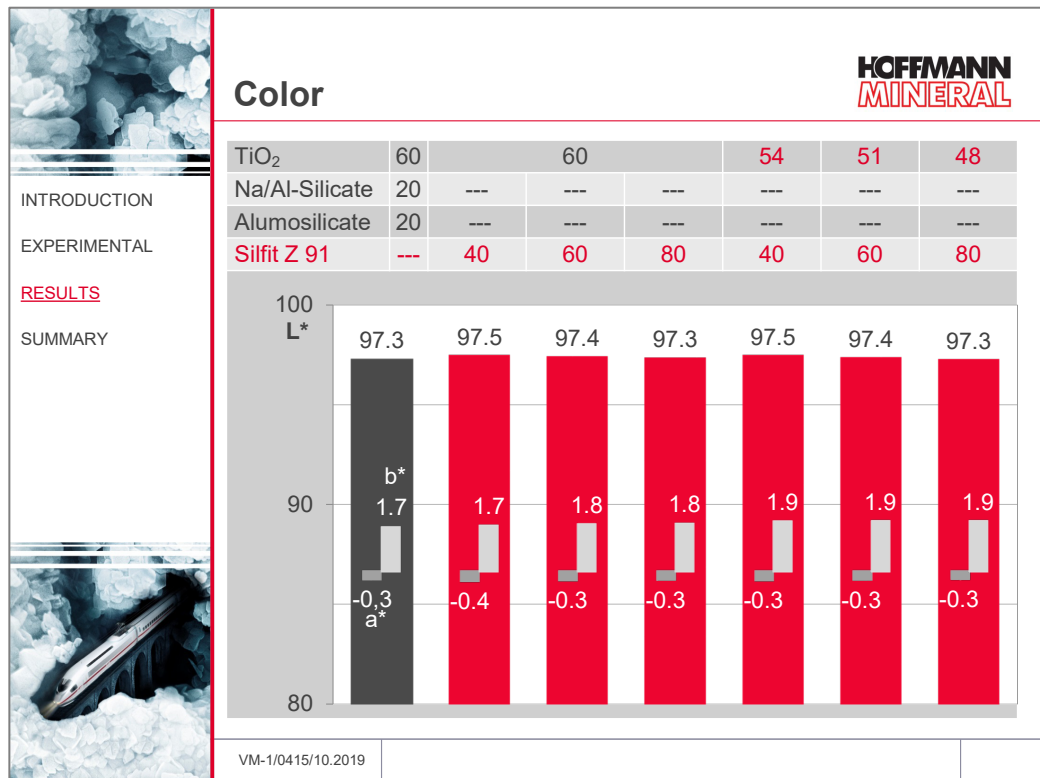 HOFFMANN
MINERAL
Color
INTRODUCTION
EXPERIMENTAL
RESULTS
SUMMARY
TiO₂ 60 60 54 51 48
Na/Al-Silicate 20 --- --- --- --- --- ---
Alumosilicate 20 --- --- --- --- --- ---
Silfit Z 91 --- 40 60 80 40 60 80
100
L*
97.3 97.5 97.4 97.3 97.5 97.4 97.3
b*
90
1.7 1.7 1.8 1.8 1.9 1.9 1.9
-0,3 -0.4 -0.3 -0.3 -0.3 -0.3 -0.3
a*
80
VM-1/0415/10.2019